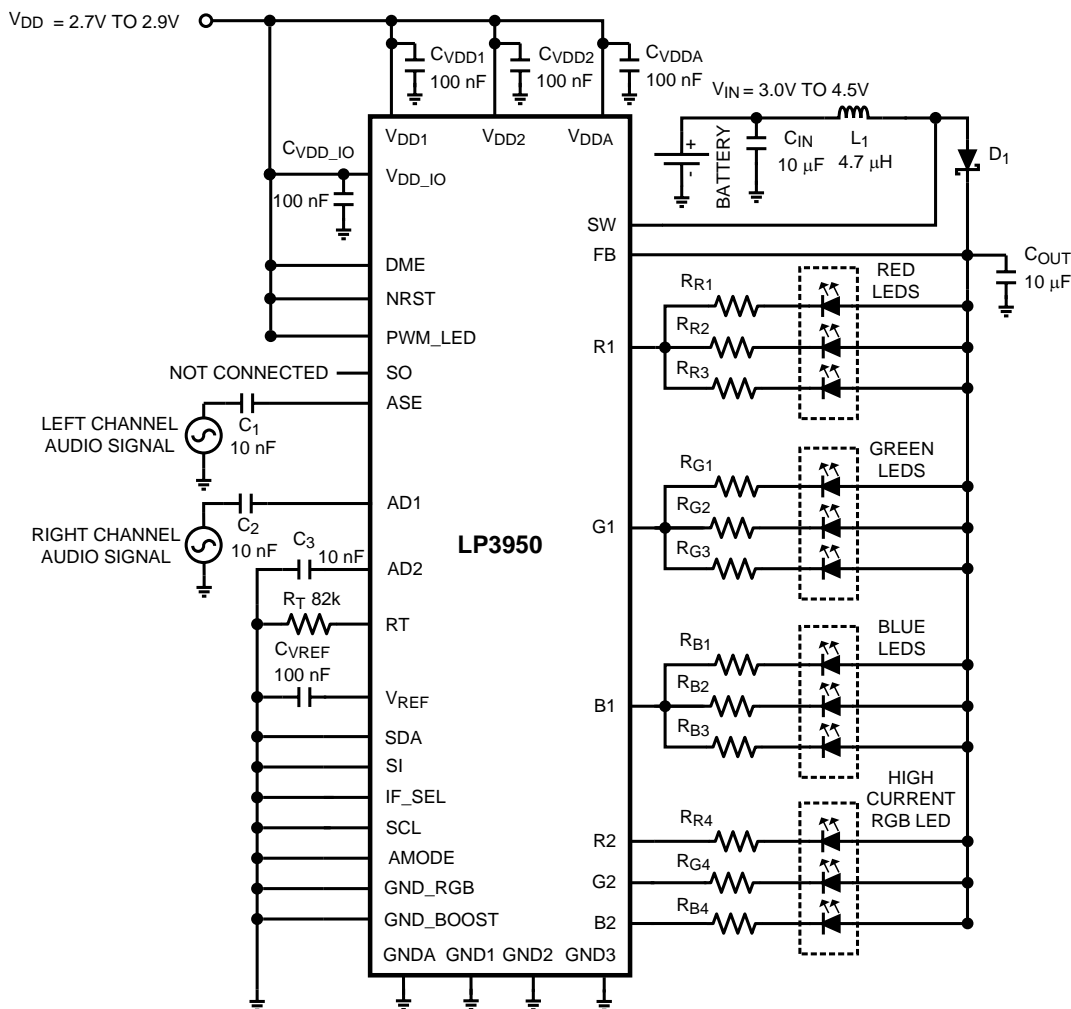 VDD = 2.7V TO 2.9V
CVDD1
100 nF
CVDD2
100 nF
CVDDA
100 nF
VIN = 3.0V TO 4.5V
BATTERY
+
-
CIN
10 μF
L1
4.7 μH
D1
COUT
10 μF
CVDD_IO
100 nF
VDD1
VDD2
VDDA
VDD_IO
DME
NRST
PWM_LED
NOT CONNECTED
SO
ASE
LEFT CHANNEL
AUDIO SIGNAL
C1
10 nF
AD1
RIGHT CHANNEL
AUDIO SIGNAL
C2
10 nF
C3
10 nF
AD2
RT 82k
RT
CVREF
100 nF
VREF
SDA
SI
IF_SEL
SCL
AMODE
GND_RGB
GND_BOOST
GNDA
GND1
GND2
GND3
LP3950
SW
FB
R1
RR1
RR2
RR3
RED
LEDS
G1
RG1
RG2
RG3
GREEN
LEDS
B1
RB1
RB2
RB3
BLUE
LEDS
HIGH
CURRENT
RGB LED
R2
RR4
G2
RG4
B2
RB4